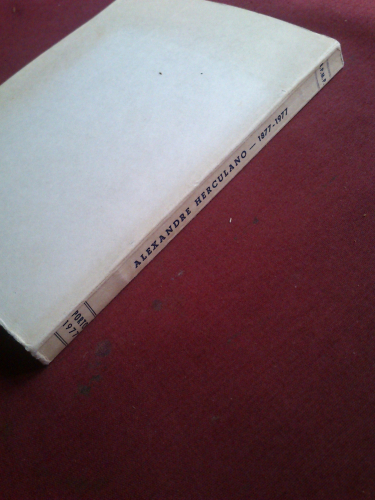 ALEXANDRE HERCULANO — 1877-1977
PORTO
1977